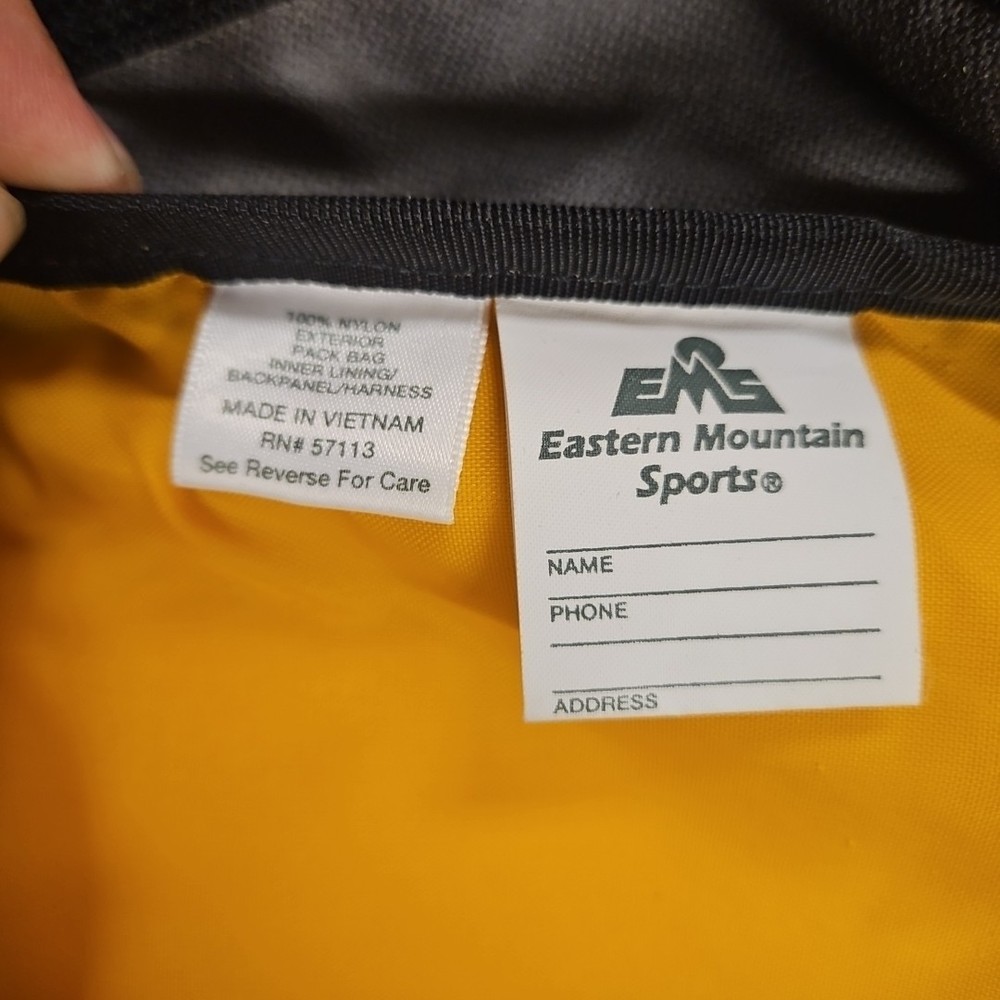 100% NYLON
EXTERIOR
PACK BAG
INNER LINING/
BACKPANEL/HARNESS
MADE IN VIETNAM
RN# 57113
See Reverse For Care
EMS
Eastern Mountain
Sports®
NAME
PHONE
ADDRESS